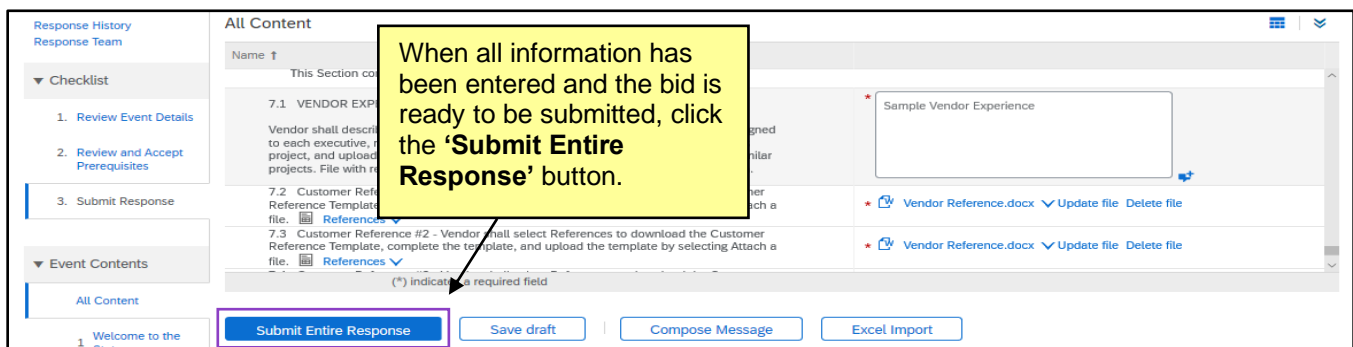 Response History
Response Team
▼ Checklist
1. Review Event Details
2. Review and Accept
Prerequisites
3. Submit Response
▼ Event Contents
All Content
1 Welcome to the
All Content
Name ↑
This Section
7.1 VENDOR
Vendor shall
to each executive,
project, and upload
projects. File with
7.2 Customer
Reference Template
file. References
7.3 Customer Reference #2 - Vendor shall select References to download the Customer
Reference Template, complete the template, and upload the template by selecting Attach a
file. References
(*) indicates a required field
When all information has
been entered and the bid is
ready to be submitted, click
the ‘Submit Entire
Response’ button.
* Sample Vendor Experience
* Vendor Reference.docx Update file Delete file
* Vendor Reference.docx Update file Delete file
Submit Entire Response Save draft Compose Message Excel Import